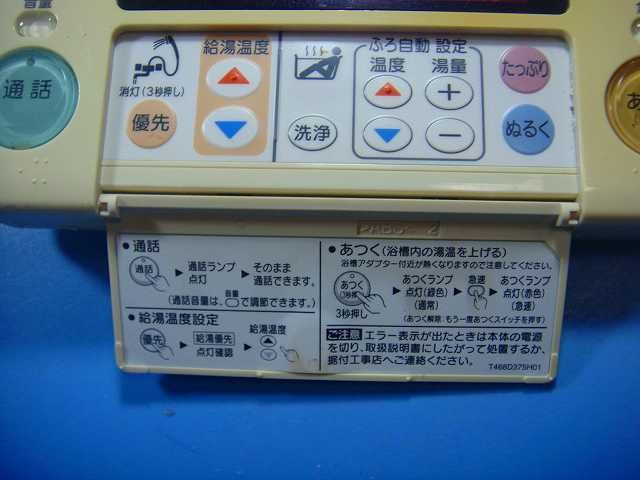 音量
通話
給湯温度
消灯(3秒押し)
優先
洗浄
ふろ自動 設定
温度 湯量
たっぷり
ぬるく
あ
• 通話
通話
通話ランプ
点灯
そのまま
通話できます。
(通話音量は、音量で調節できます。)
• 給湯温度設定
優先
給湯優先
点灯確認
給湯温度
• あつく(浴槽内の湯温を上げる)
浴槽アダプター付近が熱くなりますので注意してください。
あつく
3秒押
3秒押し
あつくランプ
点灯(緑色)
(通常)
急速
あつくランプ
点灯(赤色)
(急速)
(あつく解除:もう一度あつくスイッチを押す)
ご注意 エラー表示が出たときは本体の電源
を切り、取扱説明書にしたがって処置するか、
据付工事店へご連絡ください。
T468D375H01